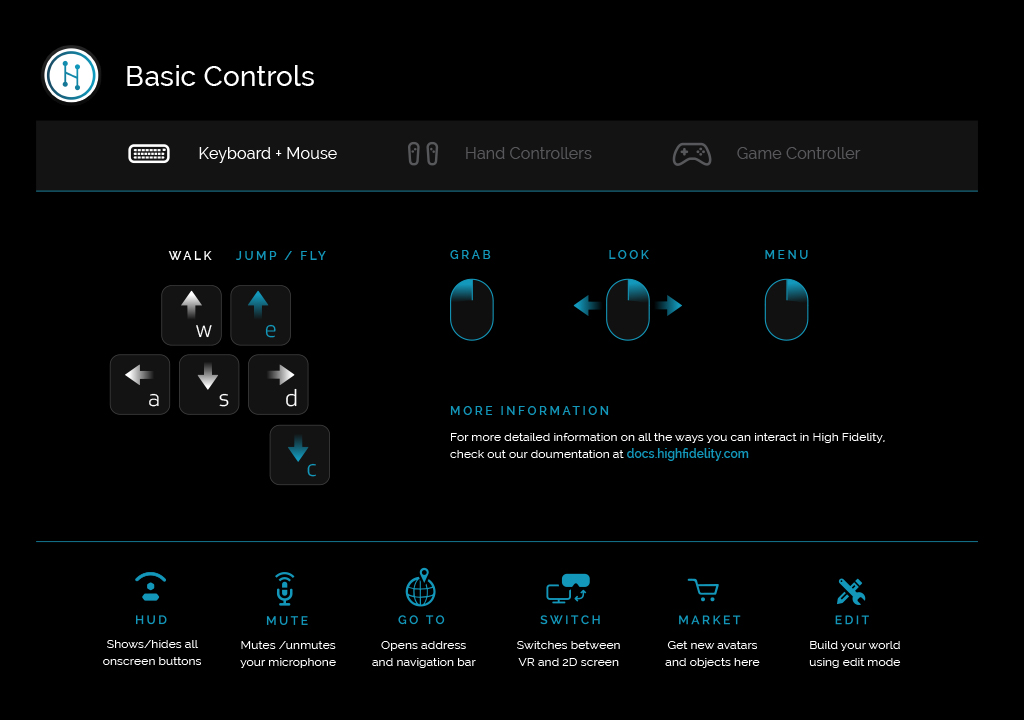 Basic Controls
Keyboard + Mouse
Hand Controllers
Game Controller
WALK
JUMP / FLY
w
e
a
s
d
c
GRAB
LOOK
MENU
MORE INFORMATION
For more detailed information on all the ways you can interact in High Fidelity,
check out our doumentation at docs.highfidelity.com
HUD
Shows/hides all
onscreen buttons
MUTE
Mutes /unmutes
your microphone
GO TO
Opens address
and navigation bar
SWITCH
Switches between
VR and 2D screen
MARKET
Get new avatars
and objects here
EDIT
Build your world
using edit mode